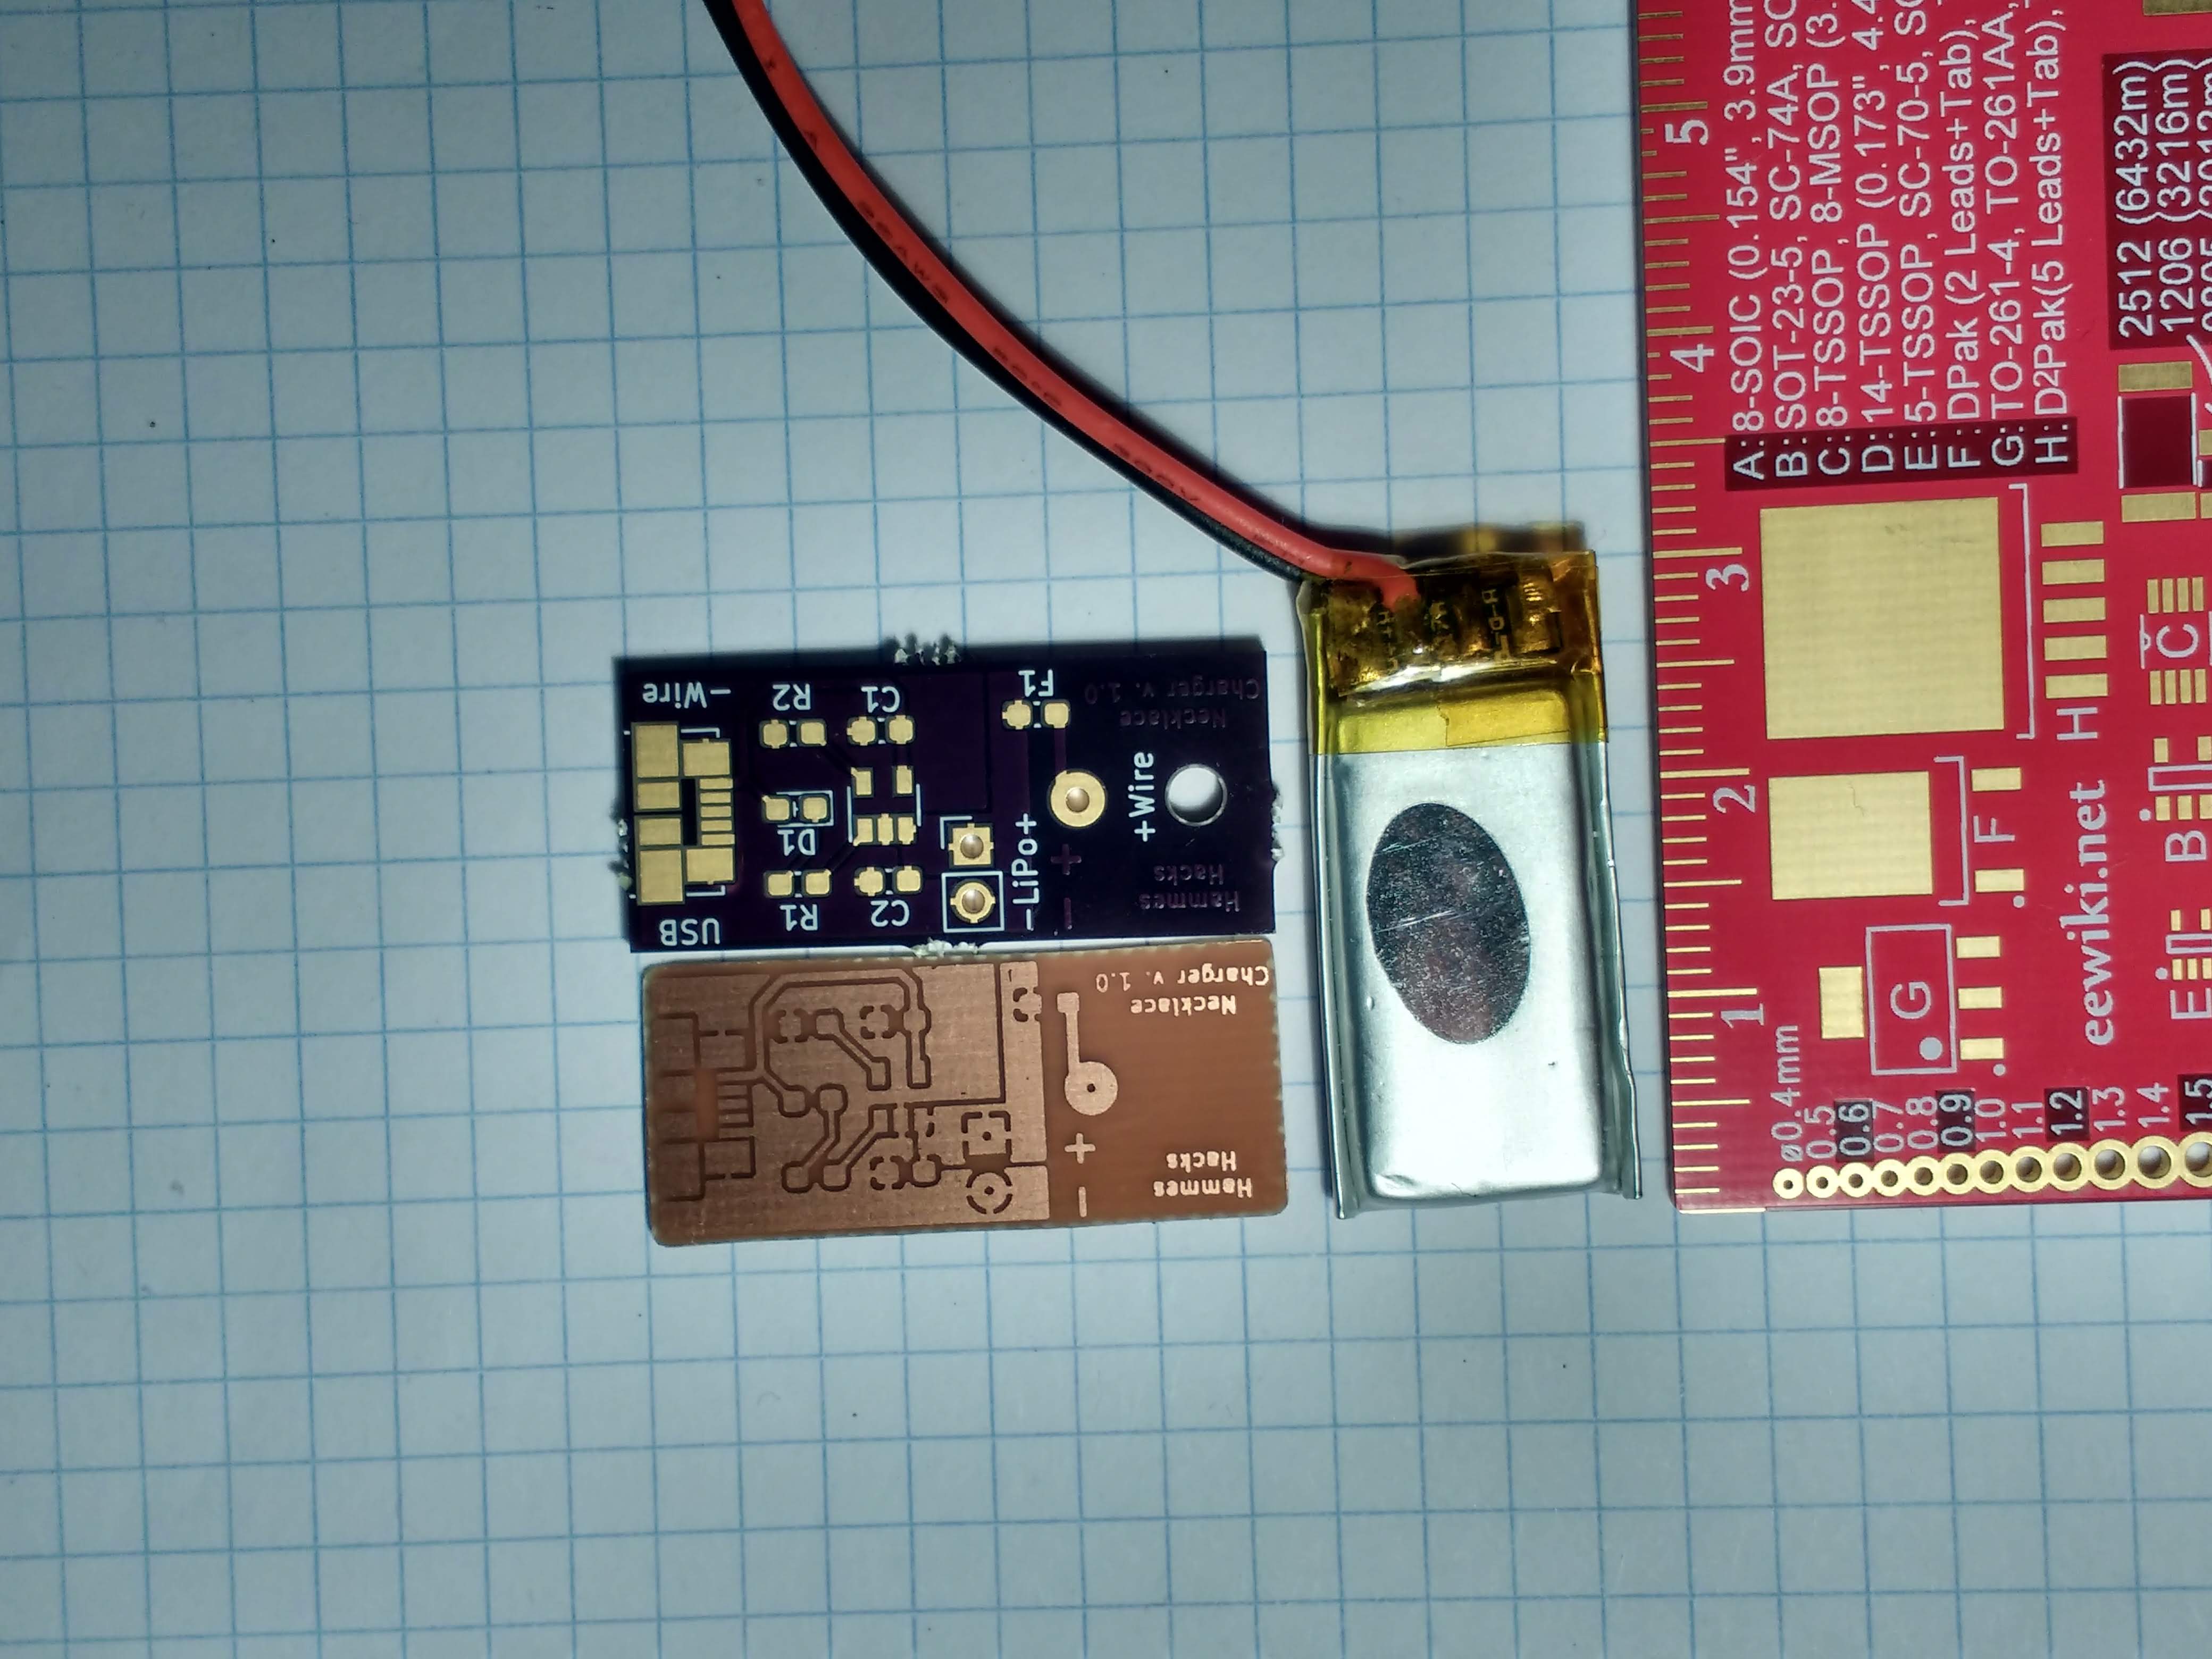 -Wire
R2
C1
F1
Necklace
Charger v. 1.0
D1
+Wire
R1
C2
-LiPo+
+
-
Hammes
Hacks
USB
Necklace
Charger v. 1.0
+
-
Hammes
Hacks
1
2
3
4
5
A:8-SOIC (0.154", 3.9mm
B:SOT-23-5, SC-74A, SC
C:8-TSSOP, 8-MSOP (3.
D:14-TSSOP (0.173", 4.4
E:5-TSSOP, SC-70-5, SC
F:DPak (2 Leads+Tab),
G:TO-261-4, TO-261AA,
H:D2Pak(5 Leads+Tab),
2512 (6432m)
1206 (3216m)
H
F
G
C
B
E
eewiki.net
ø0.4mm
0.5
0.6
0.7
0.8
0.9
1.0
1.1
1.2
1.3
1.4
1.5